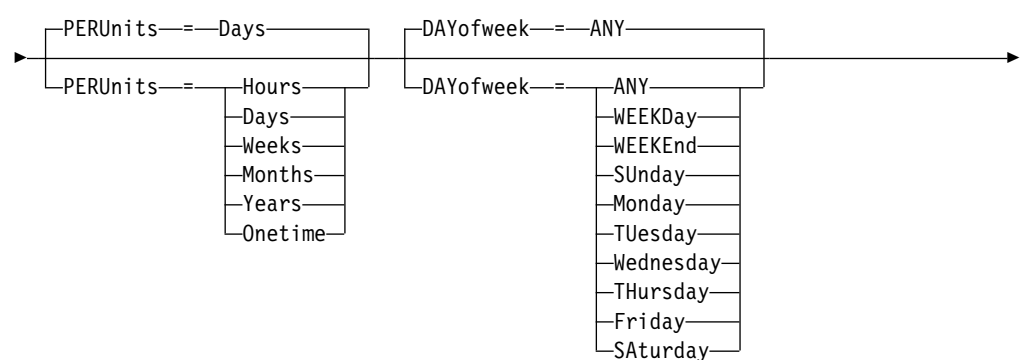 PERUnits = Days DAYofweek = ANY
PERUnits = Hours DAYofweek = ANY
Days WEEKDay
Weeks WEEKEnd
Months SUnday
Years Monday
Onetime TUesday
Wednesday
THursday
Friday
SAturday